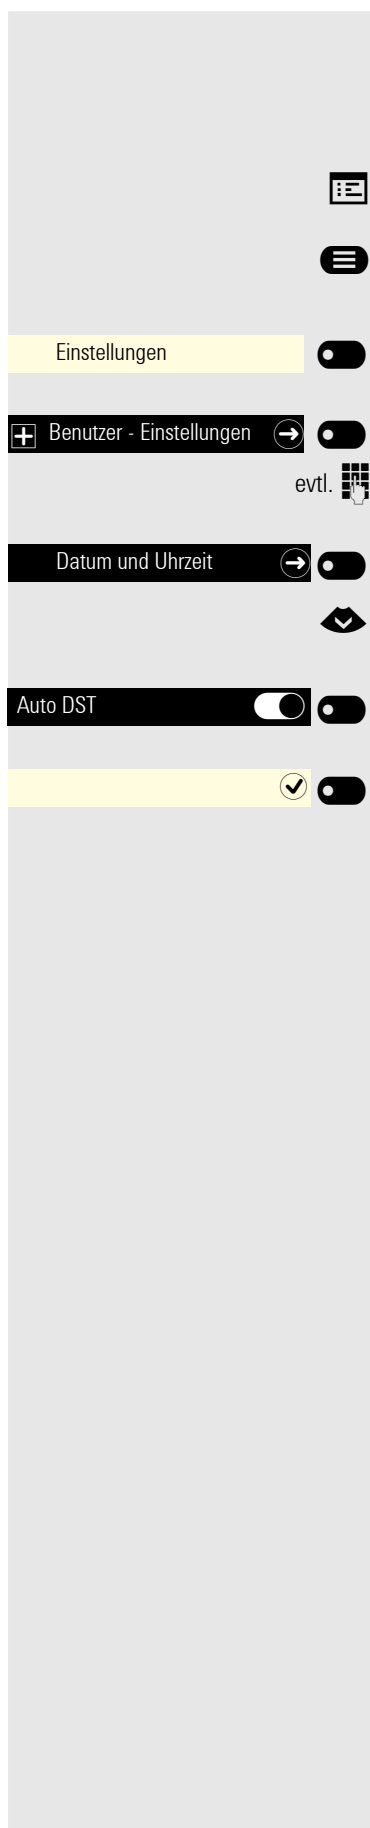 Einstellungen
Benutzer - Einstellungen
evtl.
Datum und Uhrzeit
Auto DST